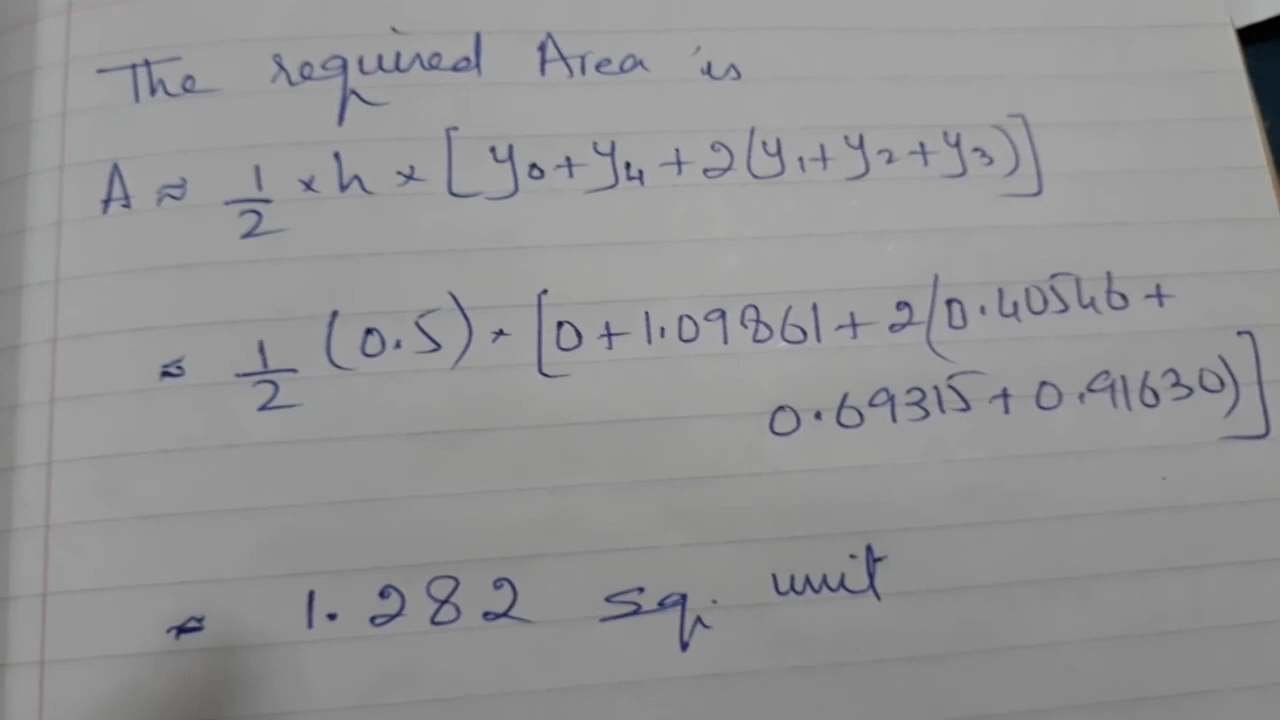 The required Area is
A ≈ 1/2 × h × [y₀+y₄+2(y₁+y₂+y₃)]
≈ 1/2 (0.5) × [0+1.09861+2(0.40546+
0.69315+0.91630)]
≈ 1.282 sq. unit